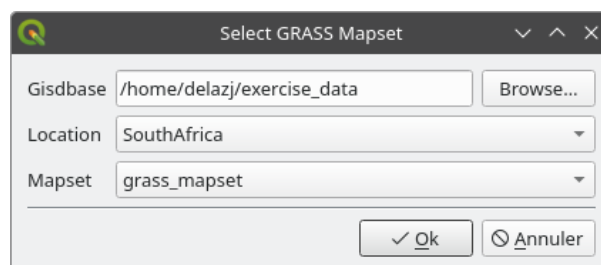 Select GRASS Mapset
Gisdbase /home/delazj/exercise_data Browse...
Location SouthAfrica
Mapset grass_mapset
Ok Annuler